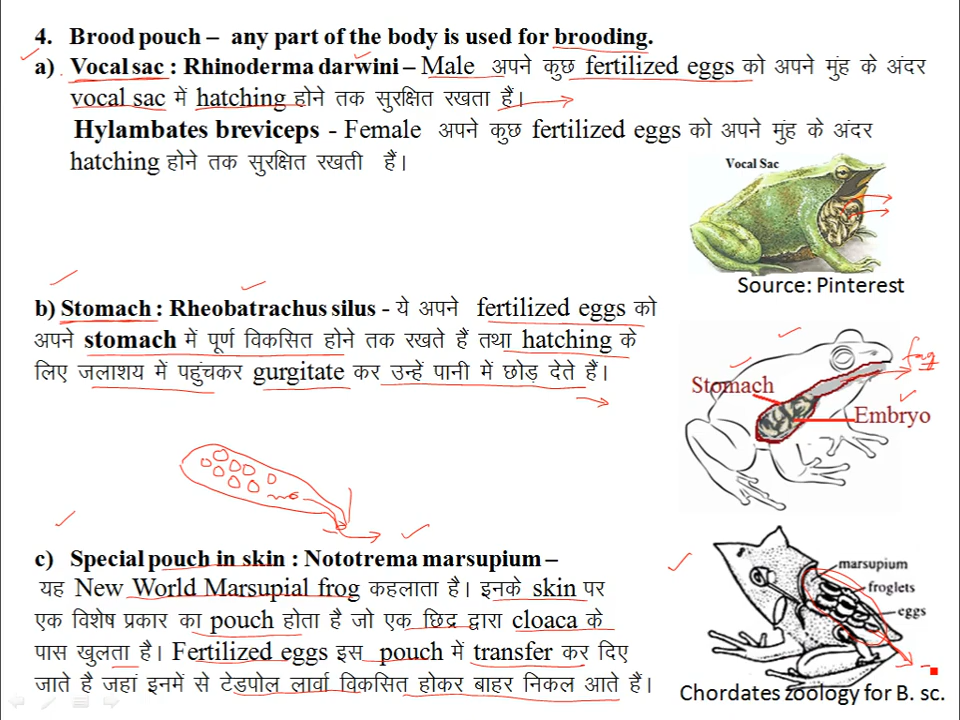 4. Brood pouch – any part of the body is used for brooding.
a) Vocal sac : Rhinoderma darwini – Male अपने कुछ fertilized eggs को अपने मुंह के अंदर
vocal sac में hatching होने तक सुरक्षित रखता हैं।
Hylambates breviceps - Female अपने कुछ fertilized eggs को अपने मुंह के अंदर
hatching होने तक सुरक्षित रखती हैं।
Vocal Sac
Source: Pinterest
b) Stomach : Rheobatrachus silus - ये अपने fertilized eggs को
अपने stomach में पूर्ण विकसित होने तक रखते हैं तथा hatching के
लिए जलाशय में पहुंचकर gurgitate कर उन्हें पानी में छोड़ देते हैं।
Stomach
Embryo
c) Special pouch in skin : Nototrema marsupium –
यह New World Marsupial frog कहलाता है। इनके skin पर
एक विशेष प्रकार का pouch होता है जो एक छिद्र द्वारा cloaca के
पास खुलता है। Fertilized eggs इस pouch में transfer कर दिए
जाते है जहां इनमें से टेडपोल लार्वा विकसित होकर बाहर निकल आते हैं।
marsupium
froglets
eggs
Chordates zoology for B. sc.